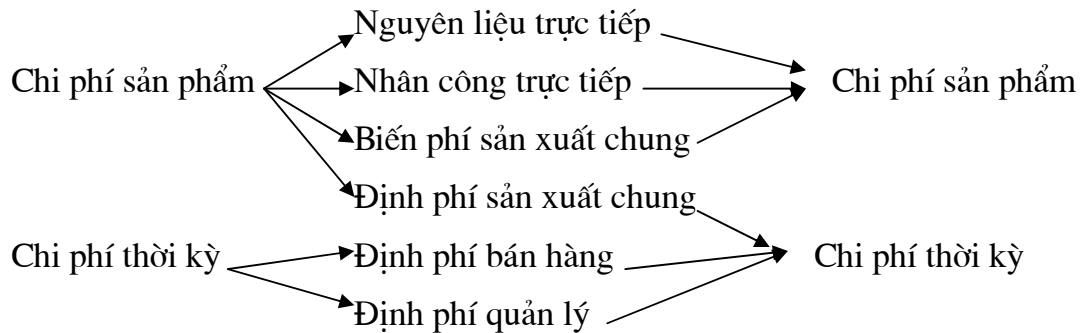 Nguyên liệu trực tiếp
Chi phí sản phẩm Nhân công trực tiếp Chi phí sản phẩm
Biến phí sản xuất chung
Định phí sản xuất chung
Chi phí thời kỳ Định phí bán hàng Chi phí thời kỳ
Định phí quản lý